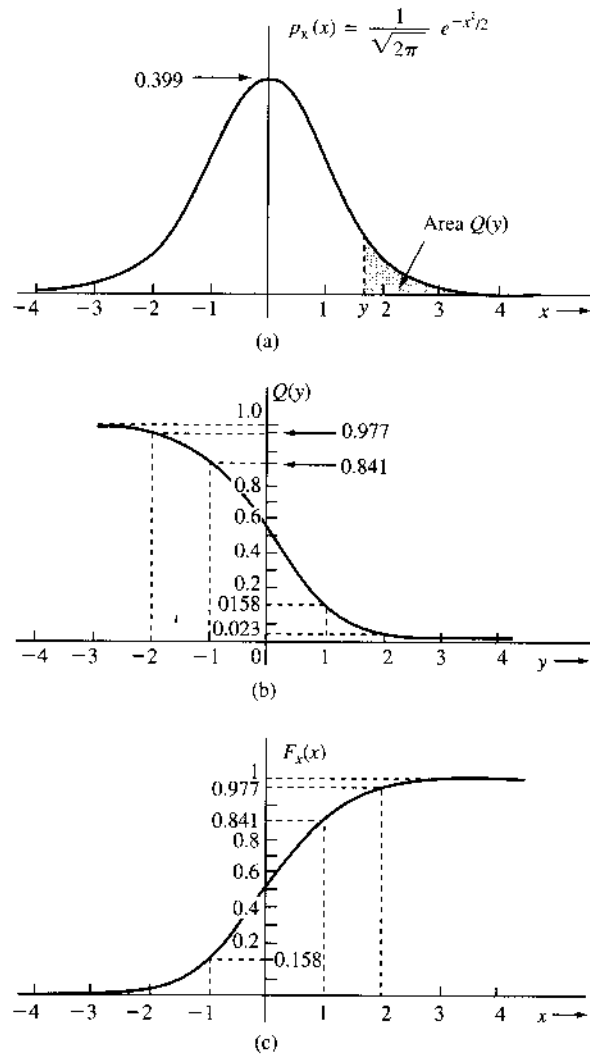 pₓ(x) ≃ 1/√2π e^−x²/2
0.399
Area Q(y)
−4 −3 −2 −1 0 1 y 2 3 4 x
(a)
Q(y)
1.0
0.977
0.841
0.8
0.6
0.4
0.2
0158
0.023
−4 −3 −2 −1 0 1 2 3 4 y
(b)
Fₓ(x)
1
0.977
0.841
0.8
0.6
0.4
0.2
0.158
−4 −3 −2 −1 0 1 2 3 4 x
(c)